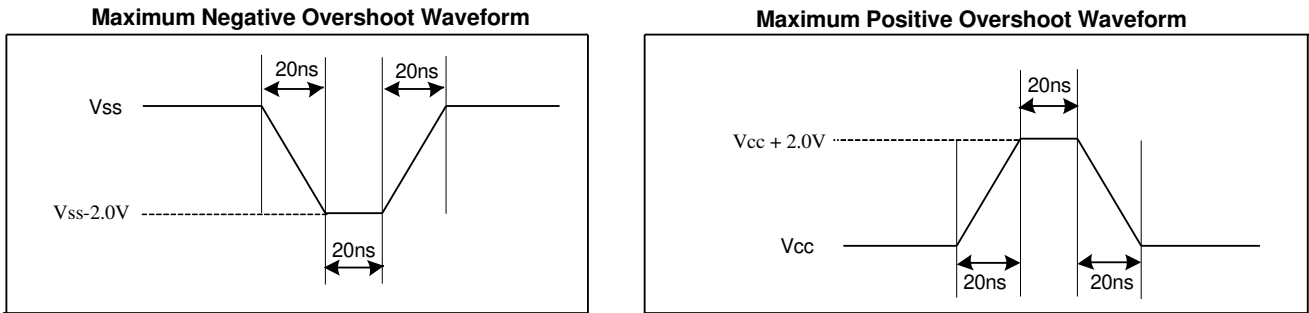 Maximum Negative Overshoot Waveform
20ns
20ns
Vss
Vss-2.0V
20ns
Maximum Positive Overshoot Waveform
20ns
Vcc + 2.0V
Vcc
20ns
20ns